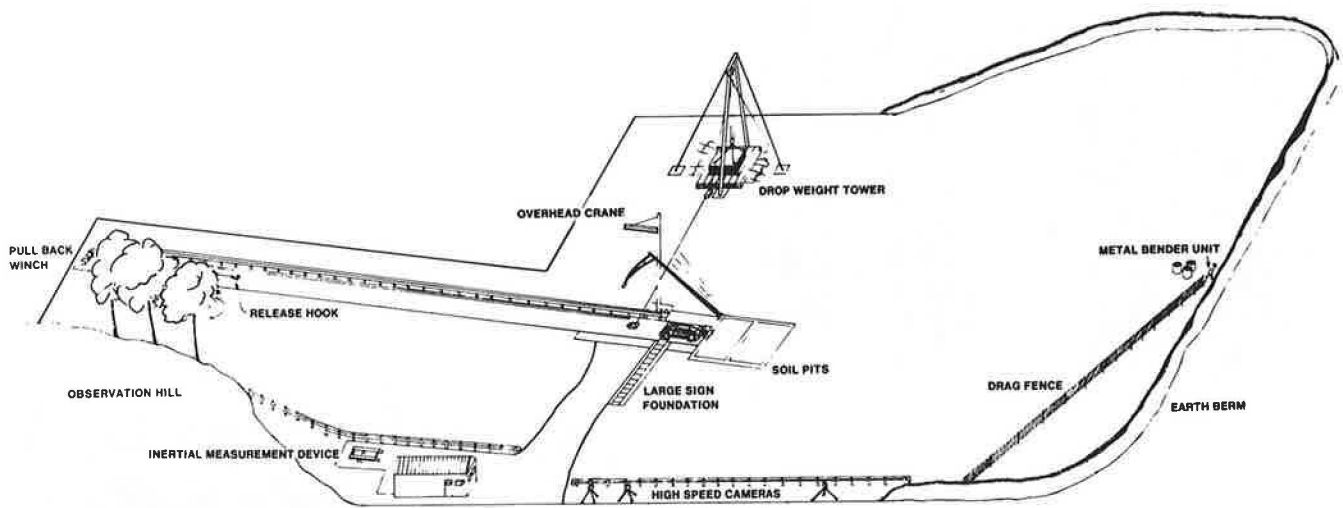 DROP WEIGHT TOWER
OVERHEAD CRANE
PULL BACK
WINCH
METAL BENDER UNIT
RELEASE HOOK
SOIL PITS
OBSERVATION HILL
LARGE SIGN
FOUNDATION
DRAG FENCE
EARTH BERM
INERTIAL MEASUREMENT DEVICE
HIGH SPEED CAMERAS